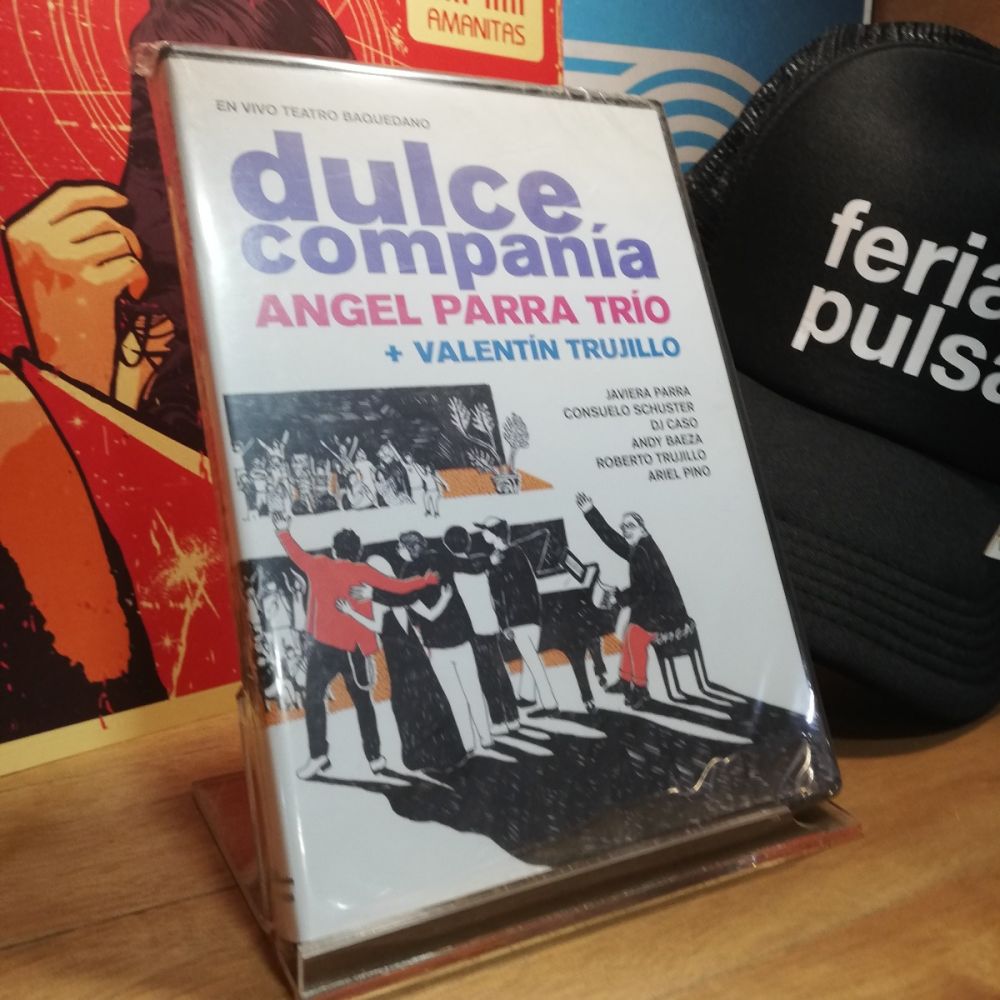 AMANITAS
EN VIVO TEATRO BAQUEDANO
dulce
compañía
ANGEL PARRA TRÍO
+ VALENTÍN TRUJILLO
JAVIERA PARRA
CONSUELO SCHUSTER
DJ CASO
ANDY BAEZA
ROBERTO TRUJILLO
ARIEL PINO
feria
pulsa